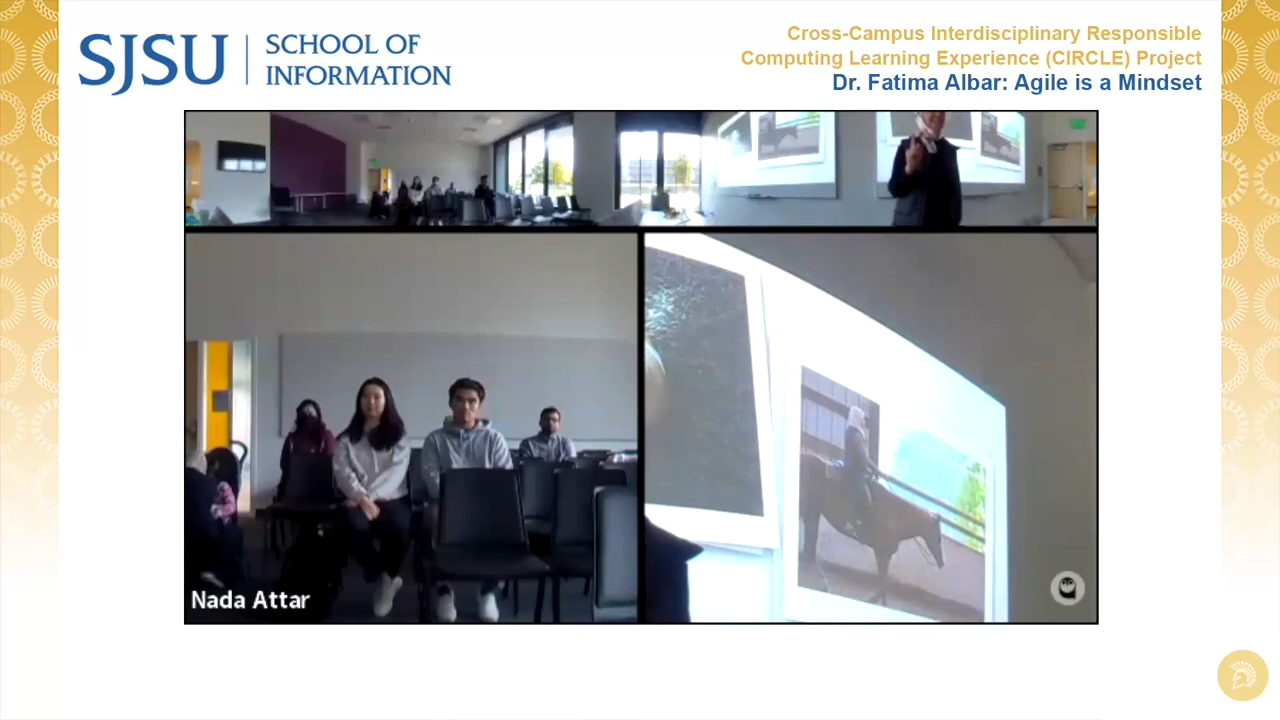 SJSU
SCHOOL OF
INFORMATION
Cross-Campus Interdisciplinary Responsible
Computing Learning Experience (CIRCLE) Project
Dr. Fatima Albar: Agile is a Mindset
Nada Attar